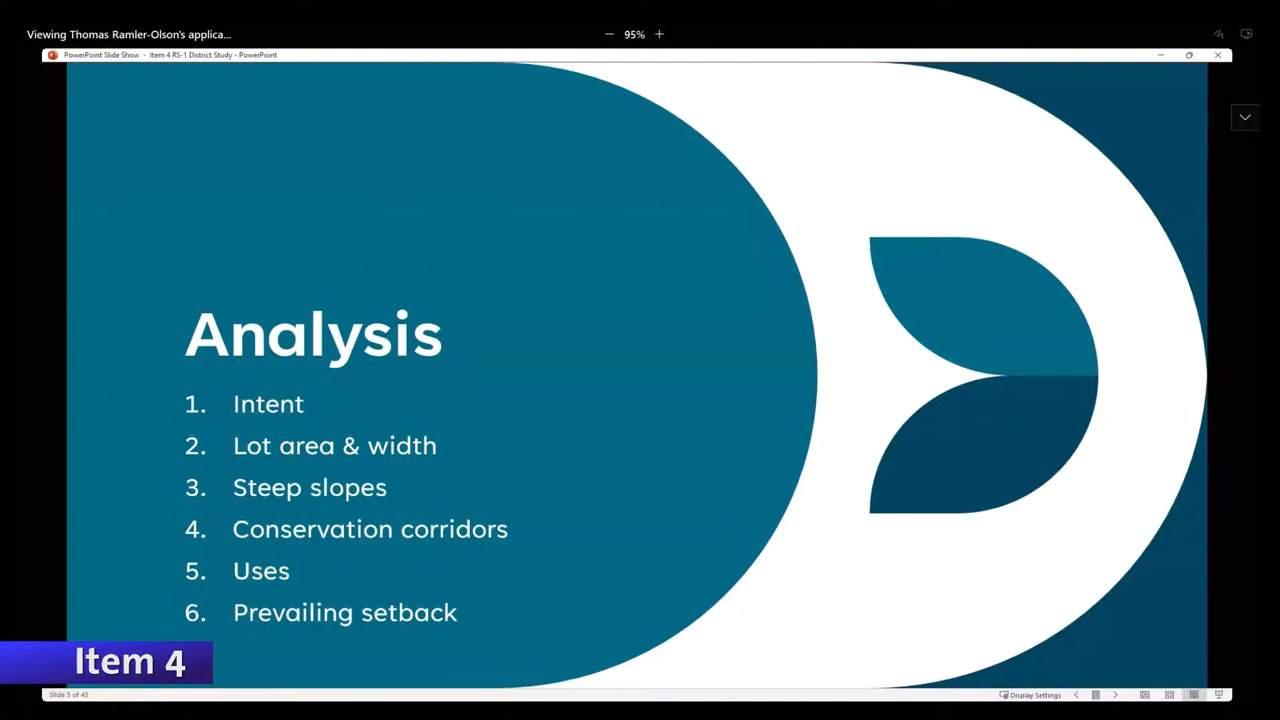 Viewing Thomas Ramler-Olson's applica...
95%
PowerPoint Slide Show - Item 4 RS-1 District Study - PowerPoint
Analysis
1. Intent
2. Lot area & width
3. Steep slopes
4. Conservation corridors
5. Uses
6. Prevailing setback
Item 4
Slide 5 of 45
Display Settings